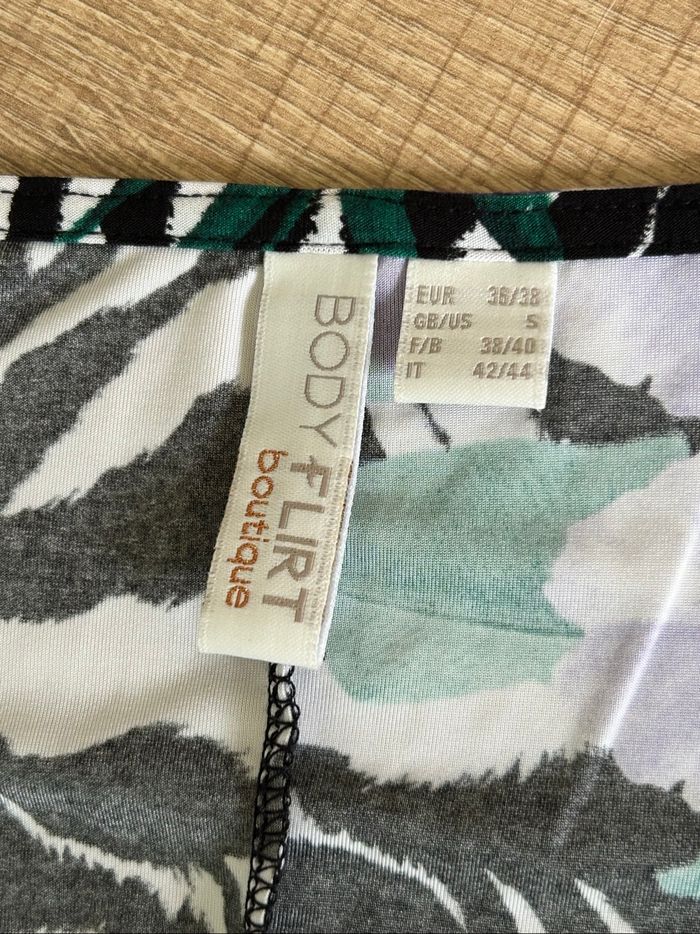 BODY FLIRT
boutique
EUR 36/38
GB/US S
F/B 38/40
IT 42/44